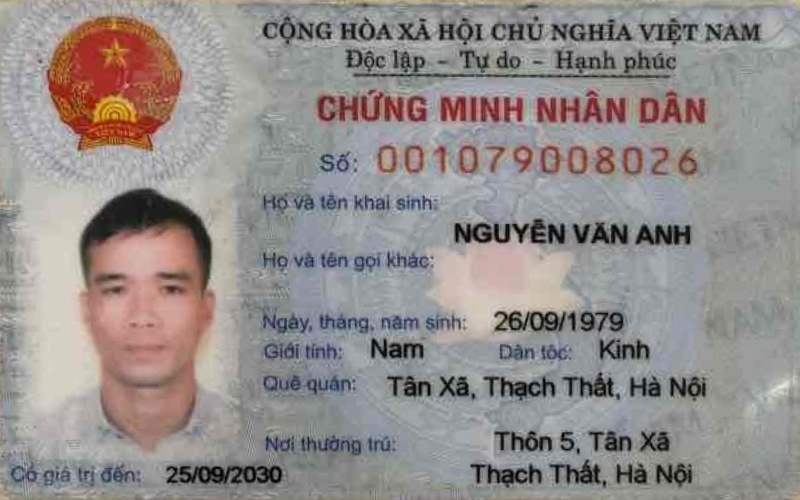 CỘNG HÒA XÃ HỘI CHỦ NGHĨA VIỆT NAM
Độc lập - Tự do - Hạnh phúc
CHỨNG MINH NHÂN DÂN
Số: 001079008026
Họ và tên khai sinh:
NGUYỄN VĂN ANH
Họ và tên gọi khác:
Ngày, tháng, năm sinh: 26/09/1979
Giới tính: Nam Dân tộc: Kinh
Quê quán: Tân Xã, Thạch Thất, Hà Nội
Nơi thường trú: Thôn 5, Tân Xã
Thạch Thất, Hà Nội
Có giá trị đến: 25/09/2030
VIỆT NAM